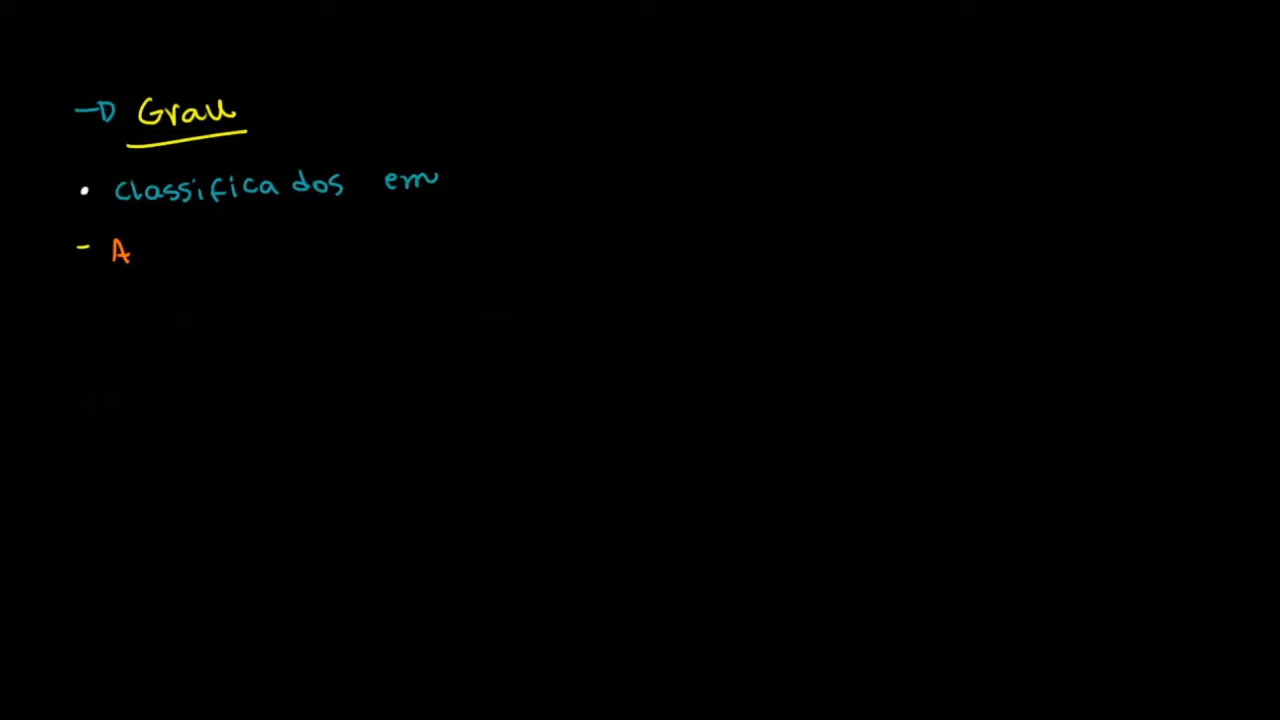 → Grau
• Classificados em
- A